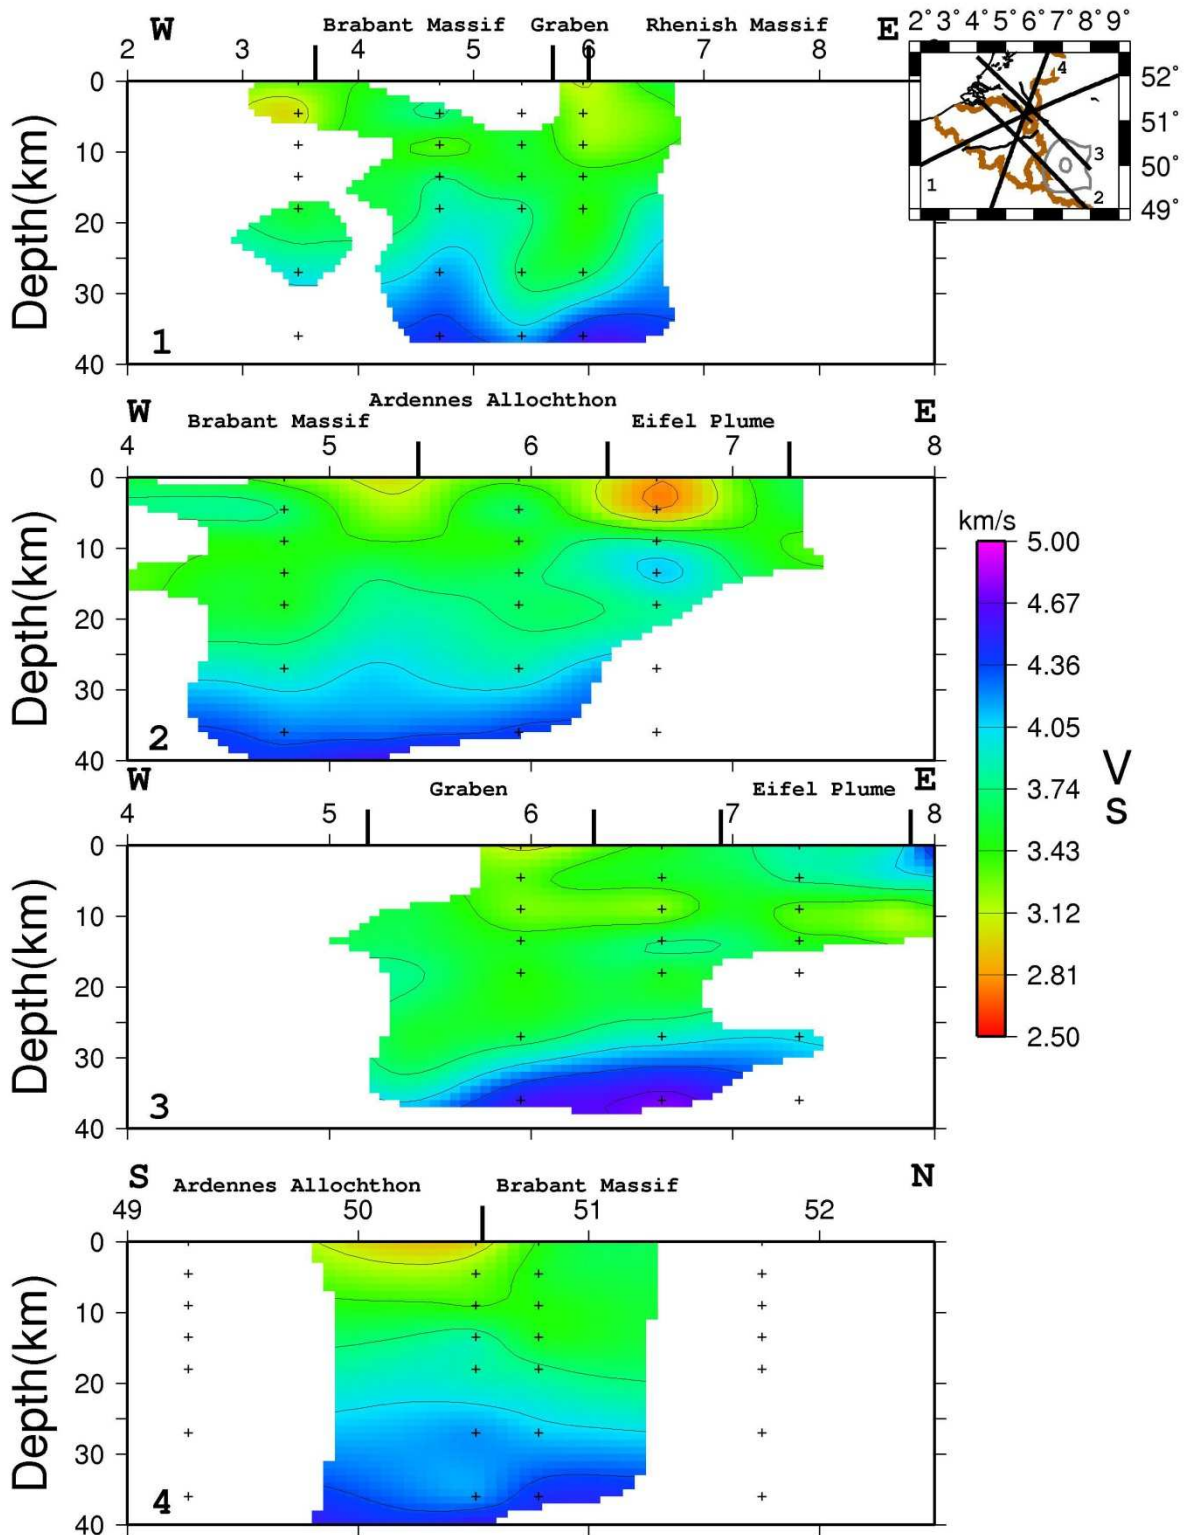 W Brabant Massif Graben Rhenish Massif E
2 3 4 5 6 7 8
2° 3° 4° 5° 6° 7° 8° 9°
52°
51°
50°
49°
1 2 3 4
0
10
20
30
40
Depth(km)
1
Ardennes Allochthon
W Brabant Massif Eifel Plume E
4 5 6 7 8
0
10
20
30
40
Depth(km)
2
km/s
5.00
4.67
4.36
4.05
3.74
3.43
3.12
2.81
2.50
VS
W Graben Eifel Plume E
4 5 6 7 8
0
10
20
30
40
Depth(km)
3
S Ardennes Allochthon Brabant Massif N
49 50 51 52
0
10
20
30
40
Depth(km)
4